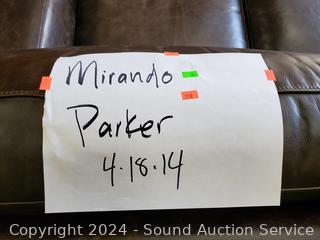 Mirando
Parker
4.18.14
Copyright © 2024 - Sound Auction Service